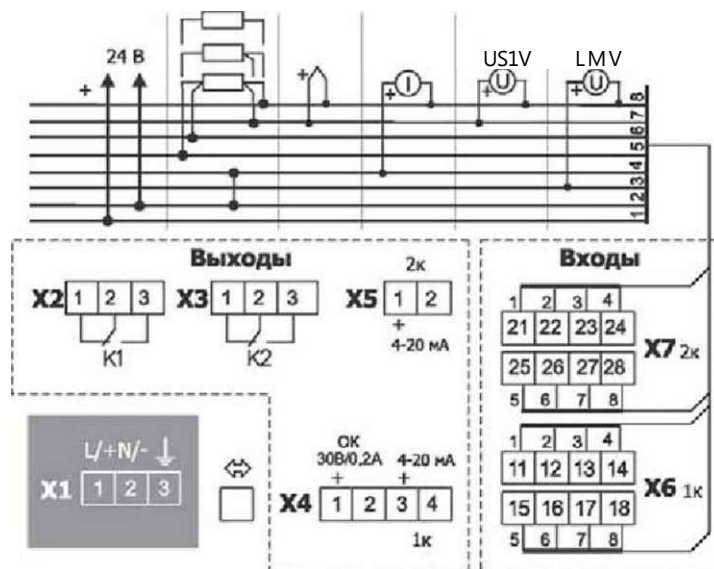 US1V LMV
24 В
+ + + + +
I U U
8
7
6
5
4
3
2
1
Выходы
2к
X2 1 2 3 X3 1 2 3 X5 1 2
K1 K2
+
4-20 мА
Входы
1 2 3 4
21 22 23 24
X7 2к
25 26 27 28
5 6 7 8
1 2 3 4
11 12 13 14
X6 1к
15 16 17 18
5 6 7 8
L/+N/-
X1 1 2 3
ОК
30В/0,2А 4-20 мА
+ +
X4 1 2 3 4
1к